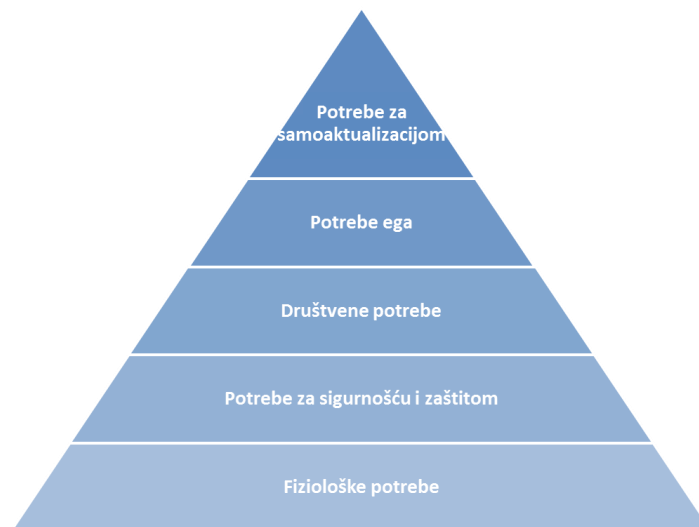 Potrebe za
samoaktualizacijom
Potrebe ega
Društvene potrebe
Potrebe za sigurnošću i zaštitom
Fiziološke potrebe